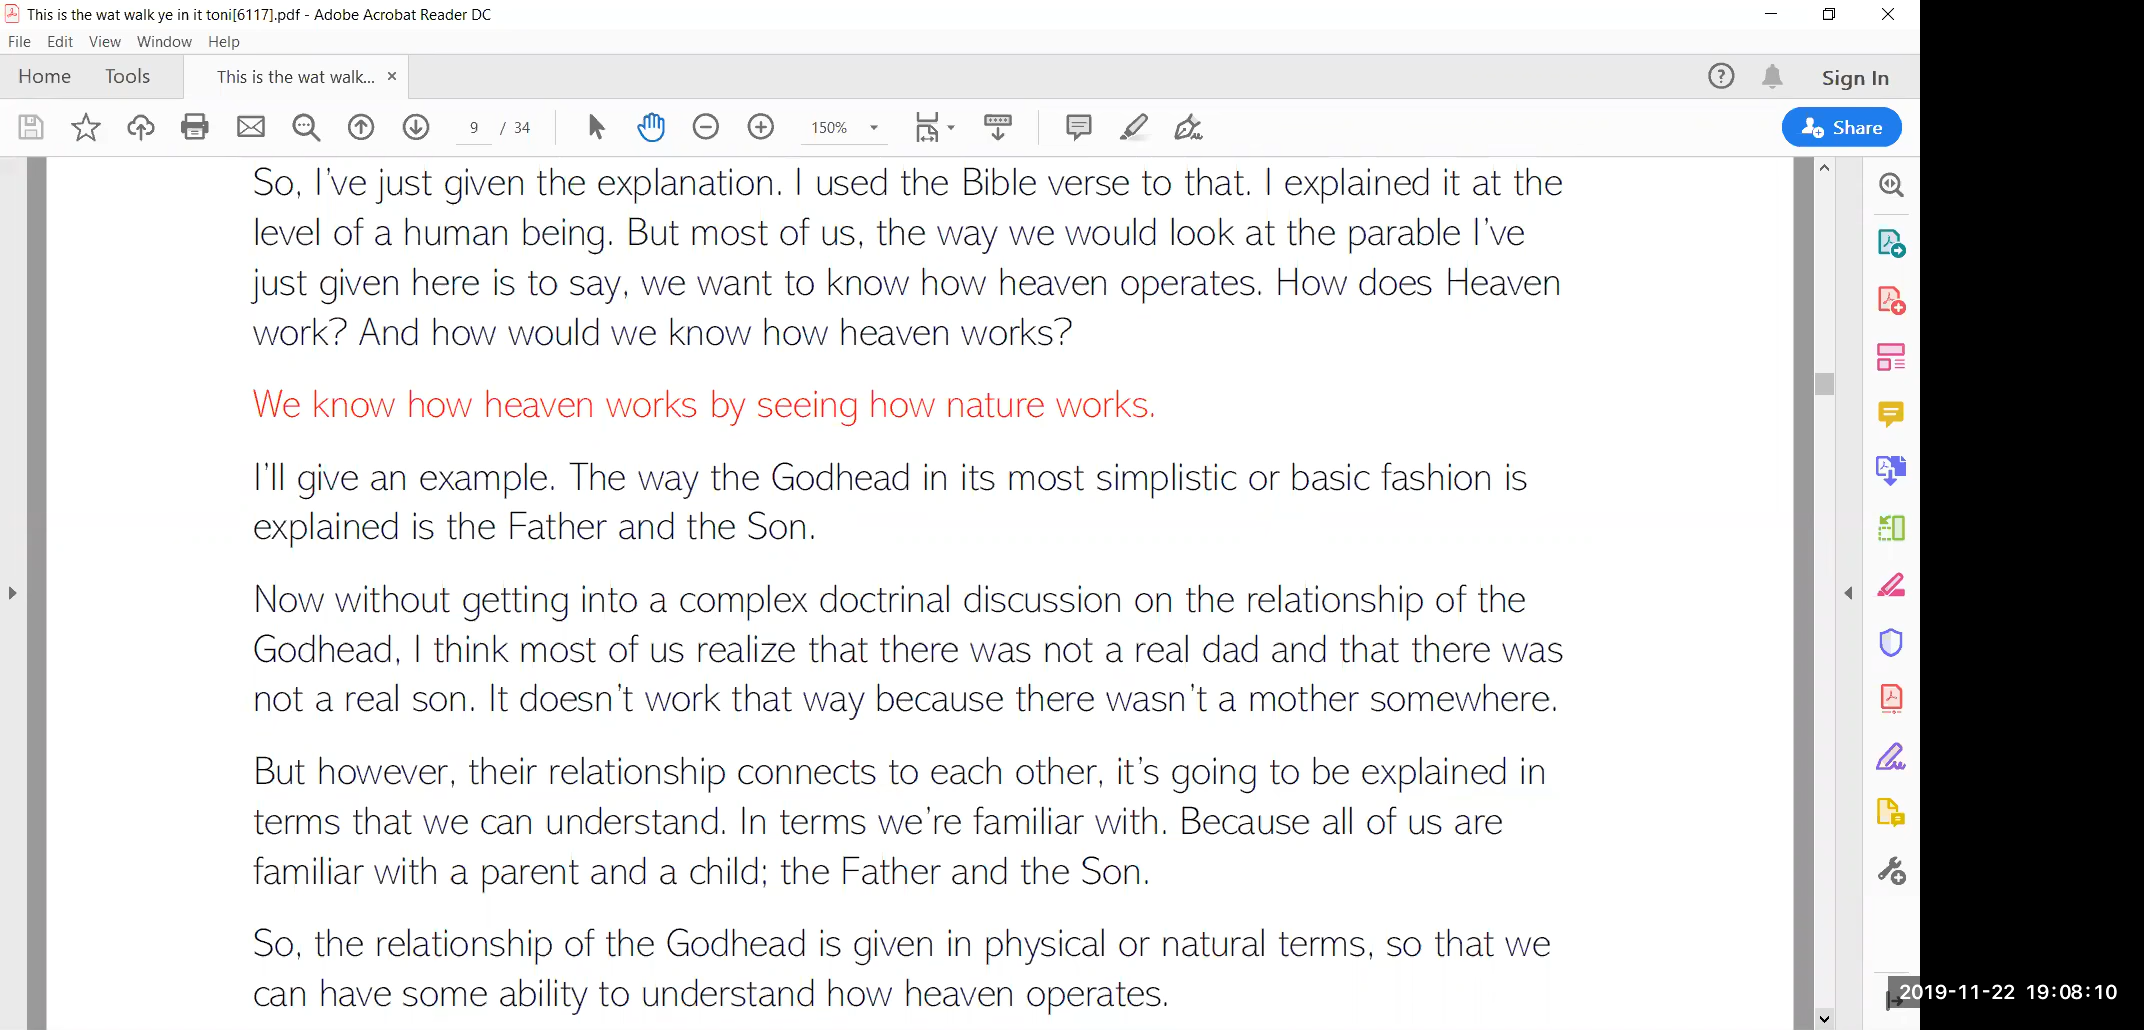 This is the wat walk ye in it toni[6117].pdf - Adobe Acrobat Reader DC
File Edit View Window Help
Home Tools This is the wat walk... × Sign In
9 / 34 150% Share
So, I've just given the explanation. I used the Bible verse to that. I explained it at the
level of a human being. But most of us, the way we would look at the parable I've
just given here is to say, we want to know how heaven operates. How does Heaven
work? And how would we know how heaven works?
We know how heaven works by seeing how nature works.
I'll give an example. The way the Godhead in its most simplistic or basic fashion is
explained is the Father and the Son.
Now without getting into a complex doctrinal discussion on the relationship of the
Godhead, I think most of us realize that there was not a real dad and that there was
not a real son. It doesn't work that way because there wasn't a mother somewhere.
But however, their relationship connects to each other, it's going to be explained in
terms that we can understand. In terms we're familiar with. Because all of us are
familiar with a parent and a child; the Father and the Son.
So, the relationship of the Godhead is given in physical or natural terms, so that we
can have some ability to understand how heaven operates.
2019-11-22 19:08:10